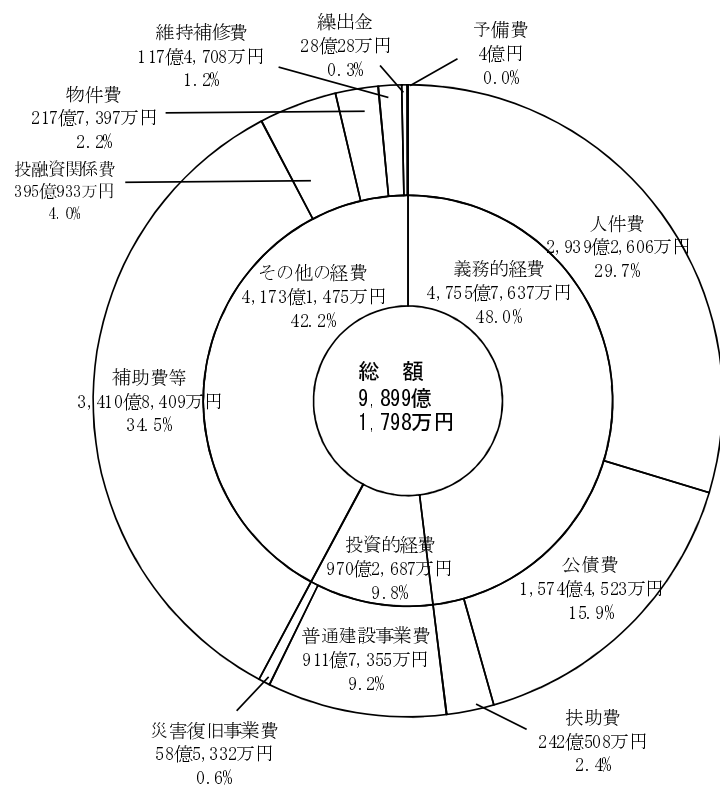 維持補修費
117億4,708万円
1.2%
繰出金
28億28万円
0.3%
予備費
4億円
0.0%
物件費
217億7,397万円
2.2%
投融資関係費
395億933万円
4.0%
人件費
2,939億2,606万円
29.7%
その他の経費
4,173億1,475万円
42.2%
義務的経費
4,755億7,637万円
48.0%
総　額
9,899億
1,798万円
補助費等
3,410億8,409万円
34.5%
投資的経費
970億2,687万円
9.8%
公債費
1,574億4,523万円
15.9%
普通建設事業費
911億7,355万円
9.2%
扶助費
242億508万円
2.4%
災害復旧事業費
58億5,332万円
0.6%